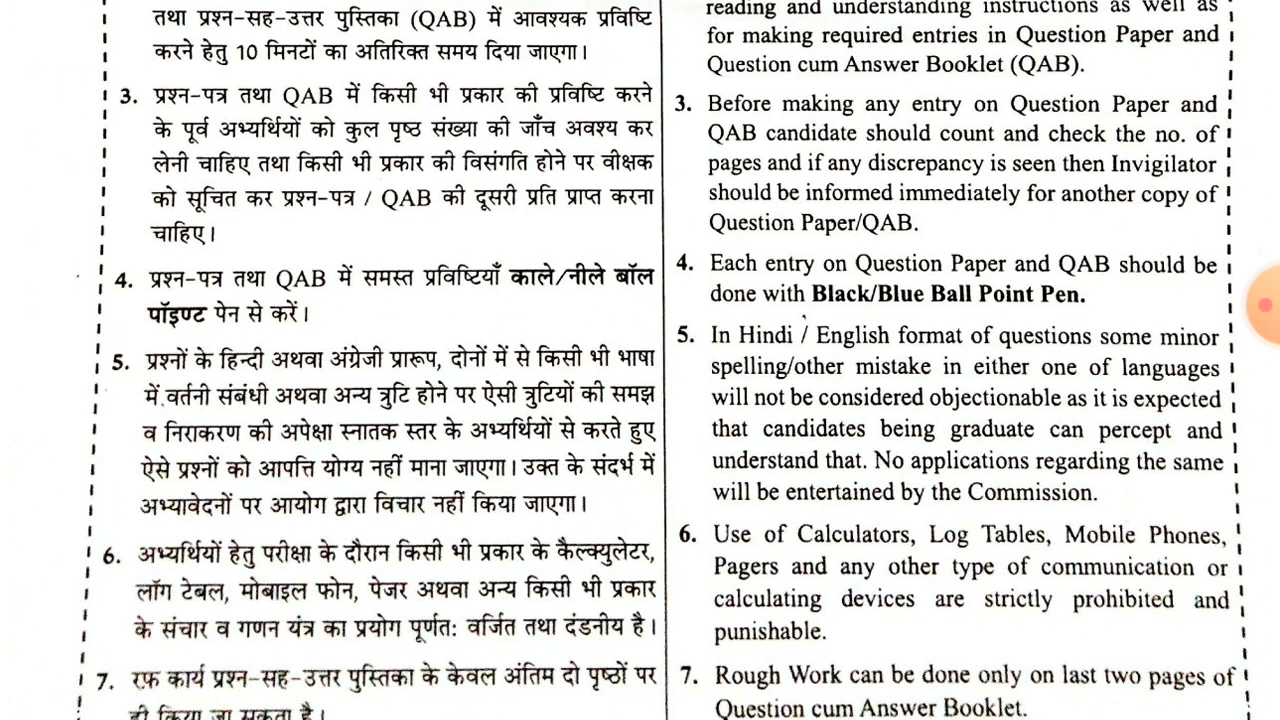 तथा प्रश्न-सह-उत्तर पुस्तिका (QAB) में आवश्यक प्रविष्टि
करने हेतु 10 मिनटों का अतिरिक्त समय दिया जाएगा।
3. प्रश्न-पत्र तथा QAB में किसी भी प्रकार की प्रविष्टि करने
के पूर्व अभ्यर्थियों को कुल पृष्ठ संख्या की जाँच अवश्य कर
लेनी चाहिए तथा किसी भी प्रकार की विसंगति होने पर वीक्षक
को सूचित कर प्रश्न-पत्र / QAB की दूसरी प्रति प्राप्त करना
चाहिए।
4. प्रश्न-पत्र तथा QAB में समस्त प्रविष्टियाँ काले/नीले बॉल
पॉइण्ट पेन से करें।
5. प्रश्नों के हिन्दी अथवा अंग्रेजी प्रारूप, दोनों में से किसी भी भाषा
में वर्तनी संबंधी अथवा अन्य त्रुटि होने पर ऐसी त्रुटियों की समझ
व निराकरण की अपेक्षा स्नातक स्तर के अभ्यर्थियों से करते हुए
ऐसे प्रश्नों को आपत्ति योग्य नहीं माना जाएगा। उक्त के संदर्भ में
अभ्यावेदनों पर आयोग द्वारा विचार नहीं किया जाएगा।
6. अभ्यर्थियों हेतु परीक्षा के दौरान किसी भी प्रकार के कैल्क्युलेटर,
लॉग टेबल, मोबाइल फोन, पेजर अथवा अन्य किसी भी प्रकार
के संचार व गणन यंत्र का प्रयोग पूर्णत: वर्जित तथा दंडनीय है।
7. रफ़ कार्य प्रश्न-सह-उत्तर पुस्तिका के केवल अंतिम दो पृष्ठों पर
ही किया जा सकता है।
reading and understanding instructions as well as
for making required entries in Question Paper and
Question cum Answer Booklet (QAB).
3. Before making any entry on Question Paper and
QAB candidate should count and check the no. of
pages and if any discrepancy is seen then Invigilator
should be informed immediately for another copy of
Question Paper/QAB.
4. Each entry on Question Paper and QAB should be
done with Black/Blue Ball Point Pen.
5. In Hindi / English format of questions some minor
spelling/other mistake in either one of languages
will not be considered objectionable as it is expected
that candidates being graduate can percept and
understand that. No applications regarding the same
will be entertained by the Commission.
6. Use of Calculators, Log Tables, Mobile Phones,
Pagers and any other type of communication or
calculating devices are strictly prohibited and
punishable.
7. Rough Work can be done only on last two pages of
Question cum Answer Booklet.